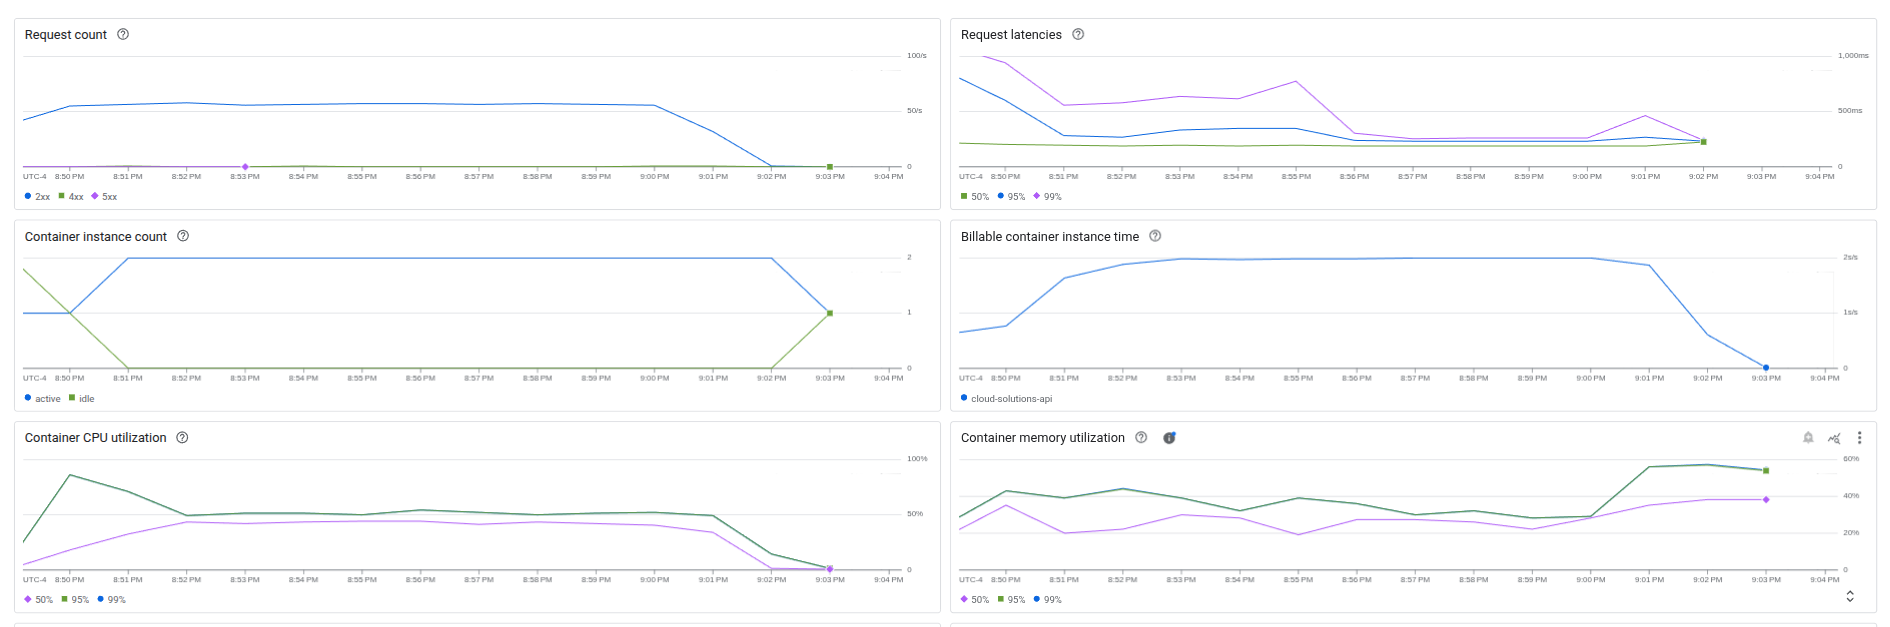 Request count
100/s
50/s
0
UTC-4 8:50 PM 8:51 PM 8:52 PM 8:53 PM 8:54 PM 8:55 PM 8:56 PM 8:57 PM 8:58 PM 8:59 PM 9:00 PM 9:01 PM 9:02 PM 9:03 PM 9:04 PM
2xx 4xx 5xx
Request latencies
1,000ms
500ms
0
UTC-4 8:50 PM 8:51 PM 8:52 PM 8:53 PM 8:54 PM 8:55 PM 8:56 PM 8:57 PM 8:58 PM 8:59 PM 9:00 PM 9:01 PM 9:02 PM 9:03 PM 9:04 PM
50% 95% 99%
Container instance count
2
1
0
UTC-4 8:50 PM 8:51 PM 8:52 PM 8:53 PM 8:54 PM 8:55 PM 8:56 PM 8:57 PM 8:58 PM 8:59 PM 9:00 PM 9:01 PM 9:02 PM 9:03 PM 9:04 PM
active idle
Billable container instance time
2s/s
1s/s
0
UTC-4 8:50 PM 8:51 PM 8:52 PM 8:53 PM 8:54 PM 8:55 PM 8:56 PM 8:57 PM 8:58 PM 8:59 PM 9:00 PM 9:01 PM 9:02 PM 9:03 PM 9:04 PM
cloud-solutions-api
Container CPU utilization
100%
50%
0
UTC-4 8:50 PM 8:51 PM 8:52 PM 8:53 PM 8:54 PM 8:55 PM 8:56 PM 8:57 PM 8:58 PM 8:59 PM 9:00 PM 9:01 PM 9:02 PM 9:03 PM 9:04 PM
50% 95% 99%
Container memory utilization
60%
40%
20%
0
UTC-4 8:50 PM 8:51 PM 8:52 PM 8:53 PM 8:54 PM 8:55 PM 8:56 PM 8:57 PM 8:58 PM 8:59 PM 9:00 PM 9:01 PM 9:02 PM 9:03 PM 9:04 PM
50% 95% 99%